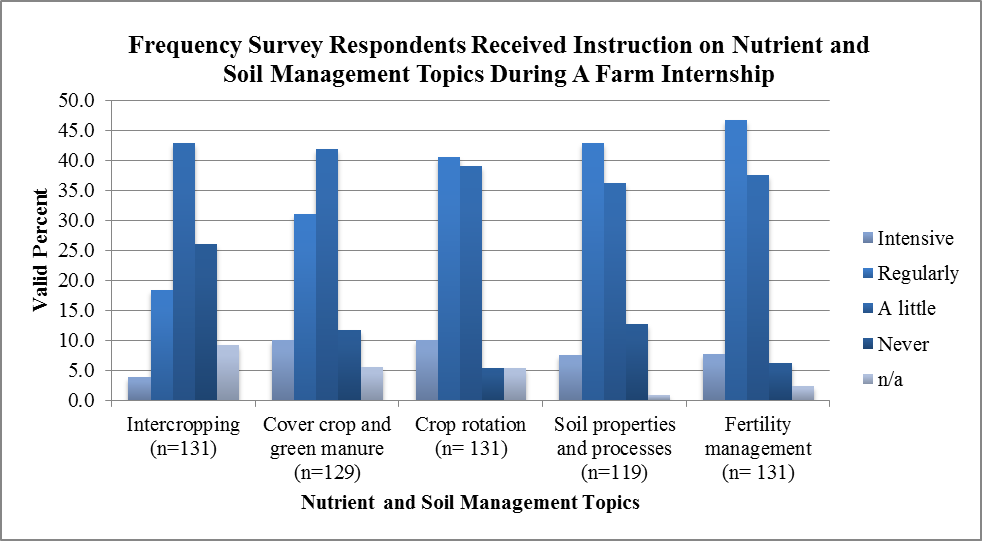 Frequency Survey Respondents Received Instruction on Nutrient and
Soil Management Topics During A Farm Internship
50.0
45.0
40.0
35.0
30.0
25.0
20.0
15.0
10.0
5.0
0.0
Valid Percent
Intercropping
(n=131)
Cover crop and
green manure
(n=129)
Crop rotation
(n= 131)
Soil properties
and processes
(n=119)
Fertility
management
(n= 131)
Nutrient and Soil Management Topics
Intensive
Regularly
A little
Never
n/a